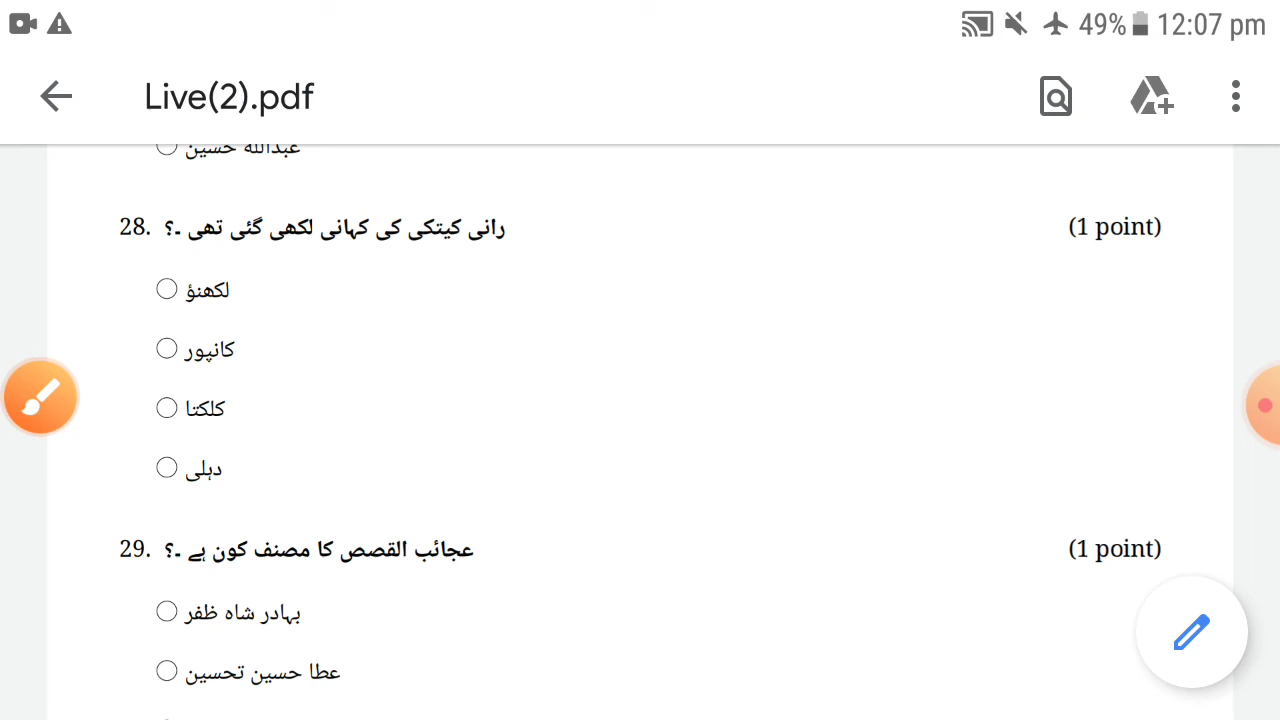 49% 12:07 pm
Live(2).pdf
عبدالله حسین
28. رانی کیتکی کی کہانی لکھی گئی تھی ۔؟ (1 point)
لکھنؤ
کانپور
کلکتا
دہلی
29. عجائب القصص کا مصنف کون ہے ۔؟ (1 point)
بہادر شاہ ظفر
عطا حسین تحسین